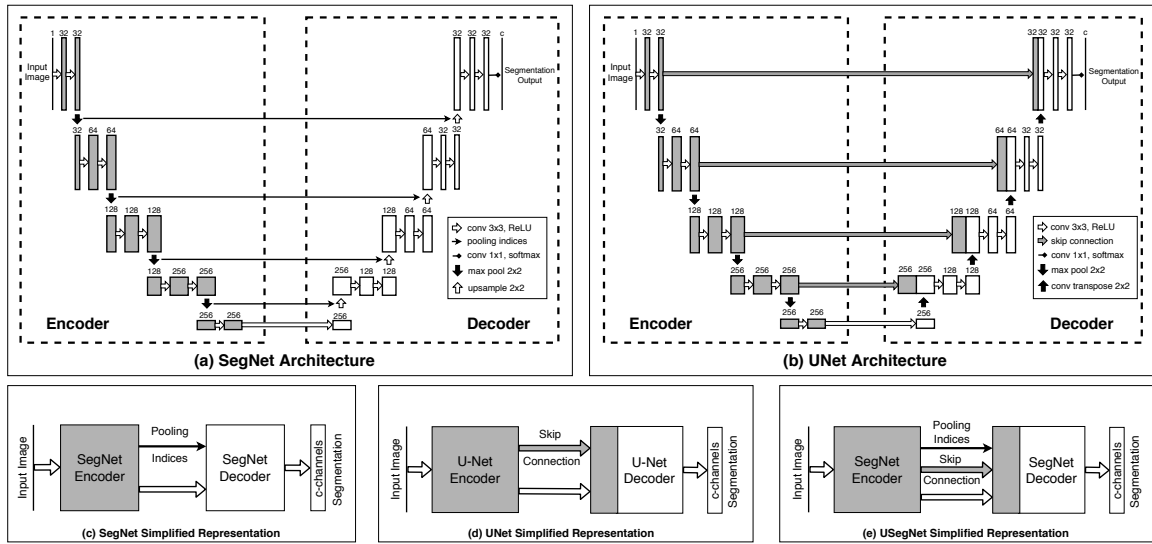 1 32 32
Input
Image
32 64 64
128 128 128
128 256 256
256 256
Encoder
32 32 32 c
Segmentation
Output
64 32 32
128 64 64
256 128 128
256
Decoder
conv 3x3, ReLU
pooling indices
conv 1x1, softmax
max pool 2x2
upsample 2x2
(a) SegNet Architecture
1 32 32
Input
Image
32 64 64
128 128 128
256 256 256
256 256
Encoder
32 32 32 32 c
Segmentation
Output
64 64 32 32
128 128 64 64
256 256 128 128
256
Decoder
conv 3x3, ReLU
skip connection
conv 1x1, softmax
max pool 2x2
conv transpose 2x2
(b) UNet Architecture
Input Image
SegNet
Encoder
Pooling
Indices
SegNet
Decoder
c-channels
Segmentation
(c) SegNet Simplified Representation
Input Image
U-Net
Encoder
Skip
Connection
U-Net
Decoder
c-channels
Segmentation
(d) UNet Simplified Representation
Input Image
SegNet
Encoder
Pooling
Indices
Skip
Connection
SegNet
Decoder
c-channels
Segmentation
(e) USegNet Simplified Representation